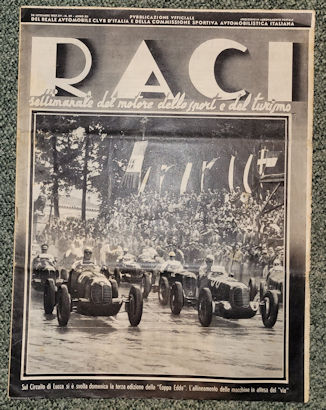 PUBBLICAZIONE UFFICIALE
DEL REALE AUTOMOBILE CLVB D'ITALIA E DELLA COMMISSIONE SPORTIVA AVTOMOBILISTICA ITALIANA
RACI
settimanale del motore dello sport e del turismo
Sul Circuito di Lucca si è svolta domenica la terza edizione della "Coppa Edda". L'allineamento delle macchine in attesa del "via"